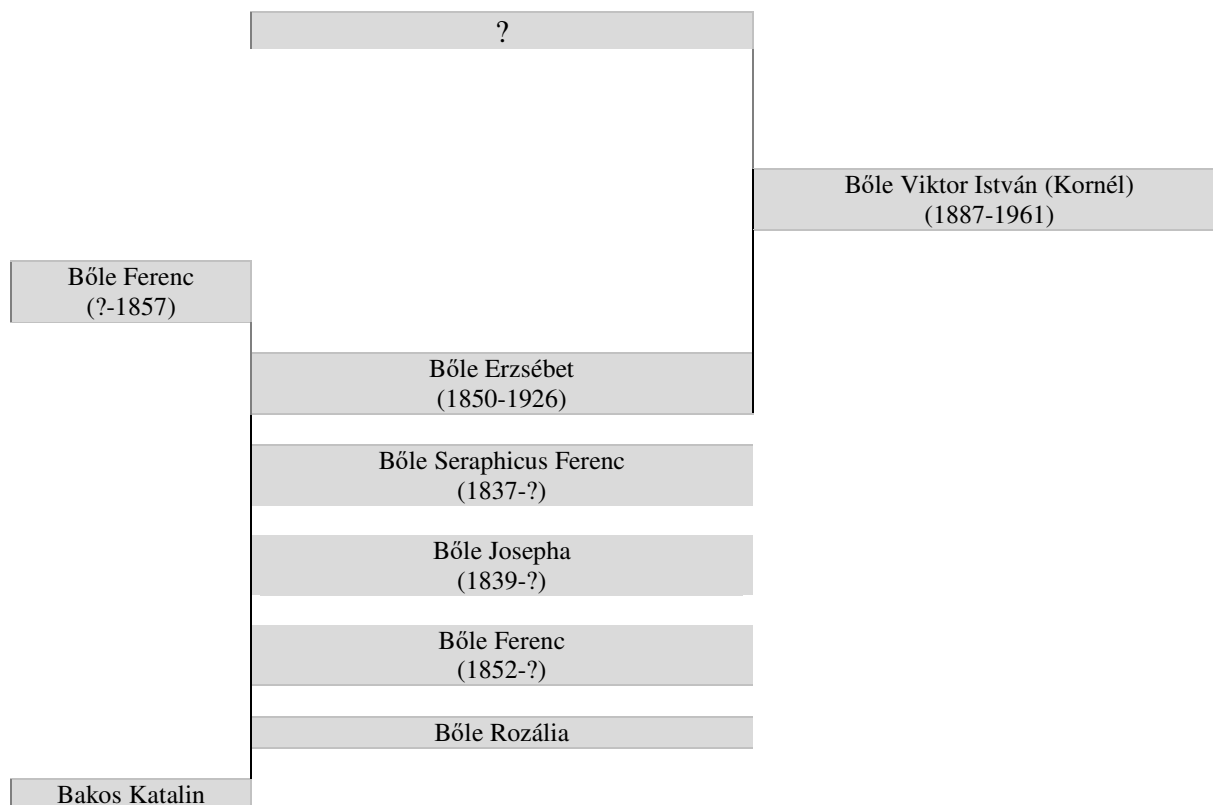 ?
Bőle Viktor István (Kornél)
(1887-1961)
Bőle Ferenc
(?-1857)
Bőle Erzsébet
(1850-1926)
Bőle Seraphicus Ferenc
(1837-?)
Bőle Josepha
(1839-?)
Bőle Ferenc
(1852-?)
Bőle Rozália
Bakos Katalin